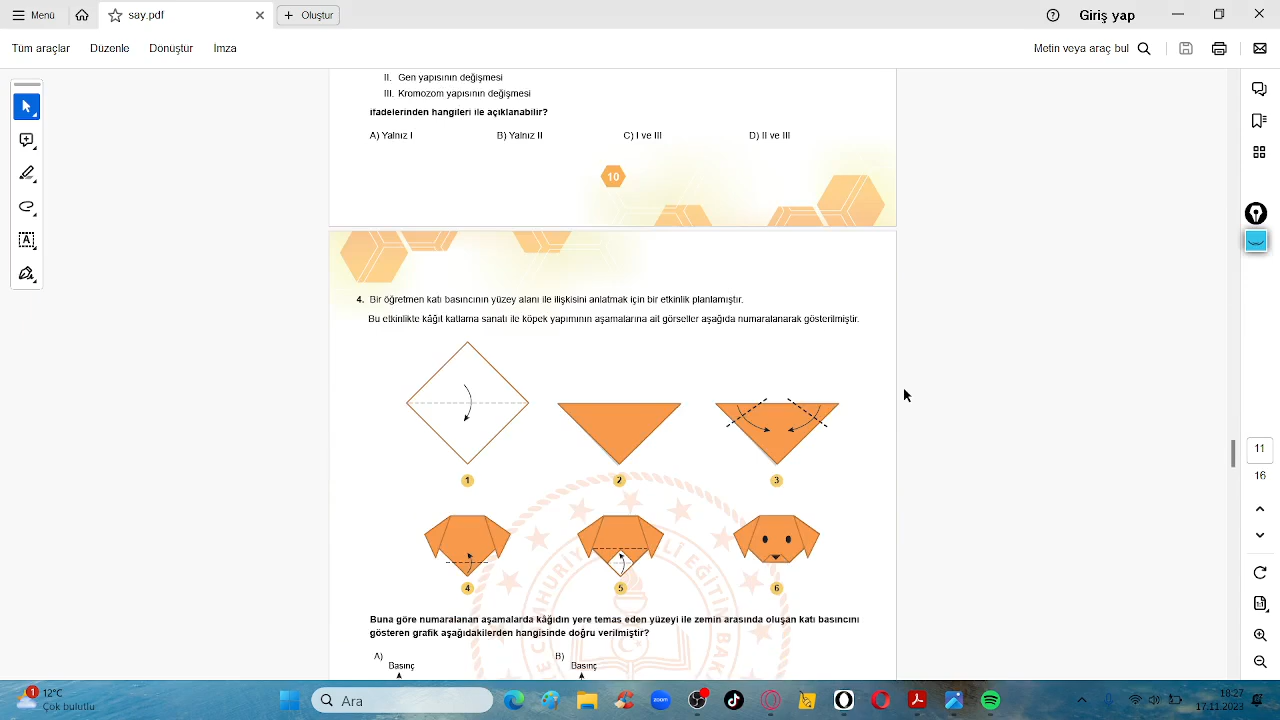 Menü
say.pdf
Oluştur
Giriş yap
Tüm araçlar Düzenle Dönüştür İmza
Metin veya araç bul
II. Gen yapısının değişmesi
III. Kromozom yapısının değişmesi
ifadelerinden hangileri ile açıklanabilir?
A) Yalnız I B) Yalnız II C) I ve III D) II ve III
10
4. Bir öğretmen katı basıncının yüzey alanı ile ilişkisini anlatmak için bir etkinlik planlamıştır.
Bu etkinlikte kâğıt katlama sanatı ile köpek yapımının aşamalarına ait görseller aşağıda numaralanarak gösterilmiştir.
1 2 3
4 5 6
Buna göre numaralanan aşamalarda kâğıdın yere temas eden yüzeyi ile zemin arasında oluşan katı basıncını
gösteren grafik aşağıdakilerden hangisinde doğru verilmiştir?
A) B)
Basınç Basınç
11
16
1
12°C
Çok bulutlu
Ara
zoom
18:27
17.11.2023